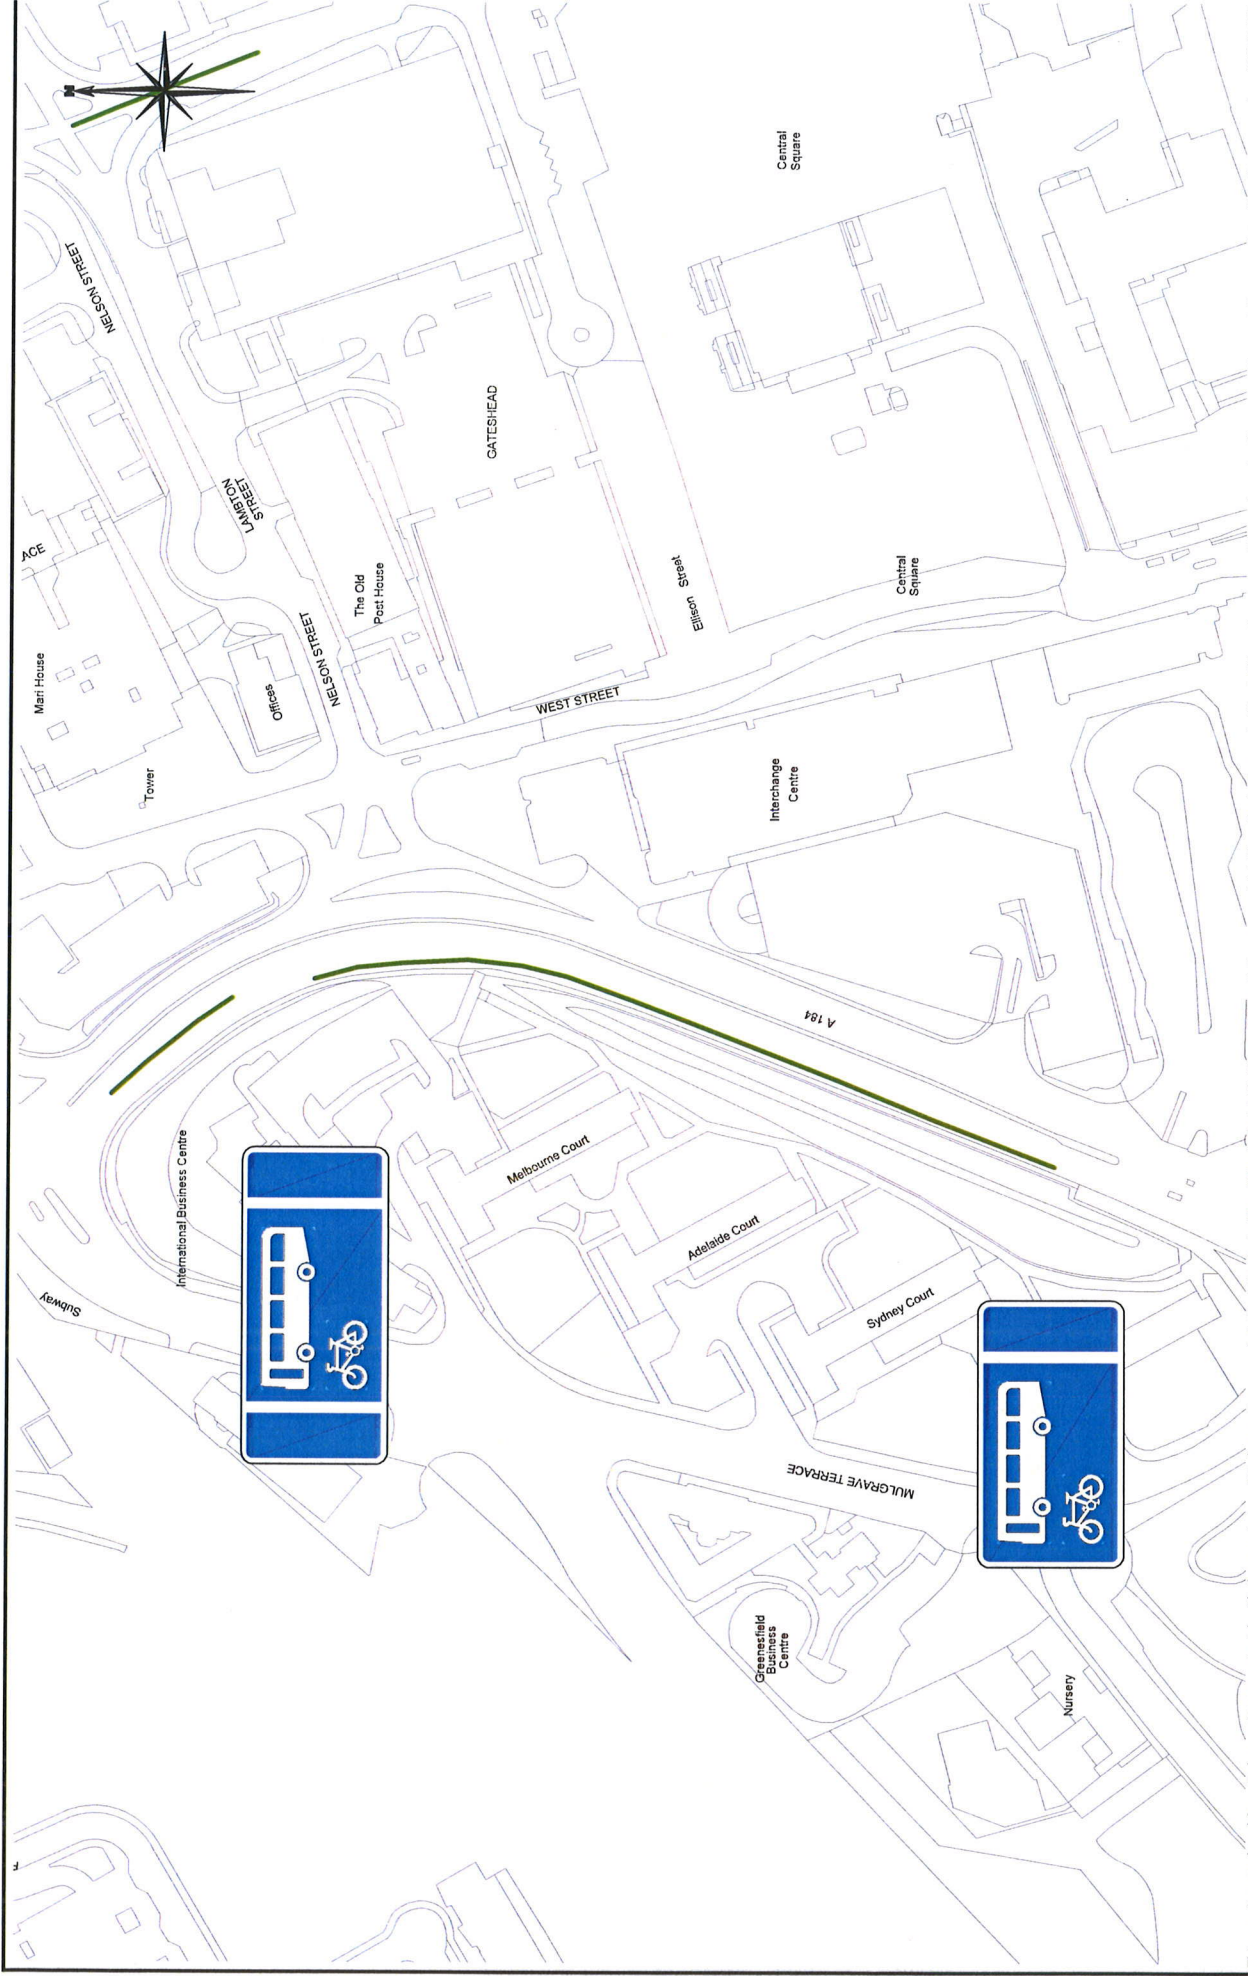 Subway
Mari House
ACE
N
NELSON STREET
Tower
International Business Centre
LAMBTON
STREET
Offices
NELSON STREET
The Old
Post House
GATESHEAD
Melbourne Court
WEST STREET
Ellison Street
Adelaide Court
Greenesfield
Business
Centre
Interchange
Centre
Central
Square
A 184
MULGRAVE TERRACE
Sydney Court
Central
Square
Nursery